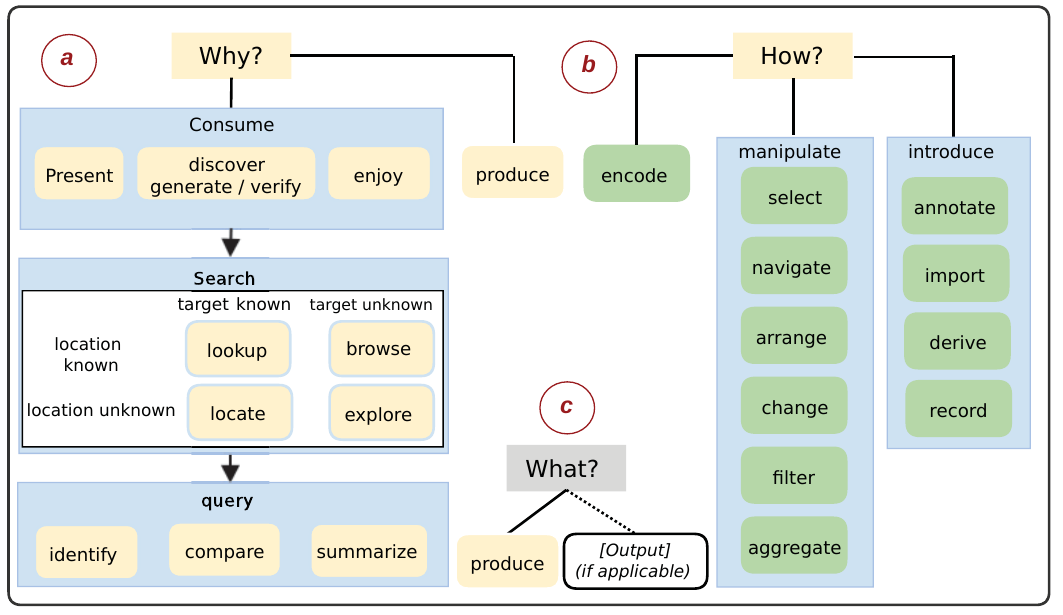 a
Why?
Consume
Present
discover
generate / verify
enjoy
produce
Search
target known
target unknown
location
known
lookup
browse
location unknown
locate
explore
query
identify
compare
summarize
b
How?
encode
manipulate
select
navigate
arrange
change
filter
aggregate
introduce
annotate
import
derive
record
c
What?
produce
[Output]
(if applicable)